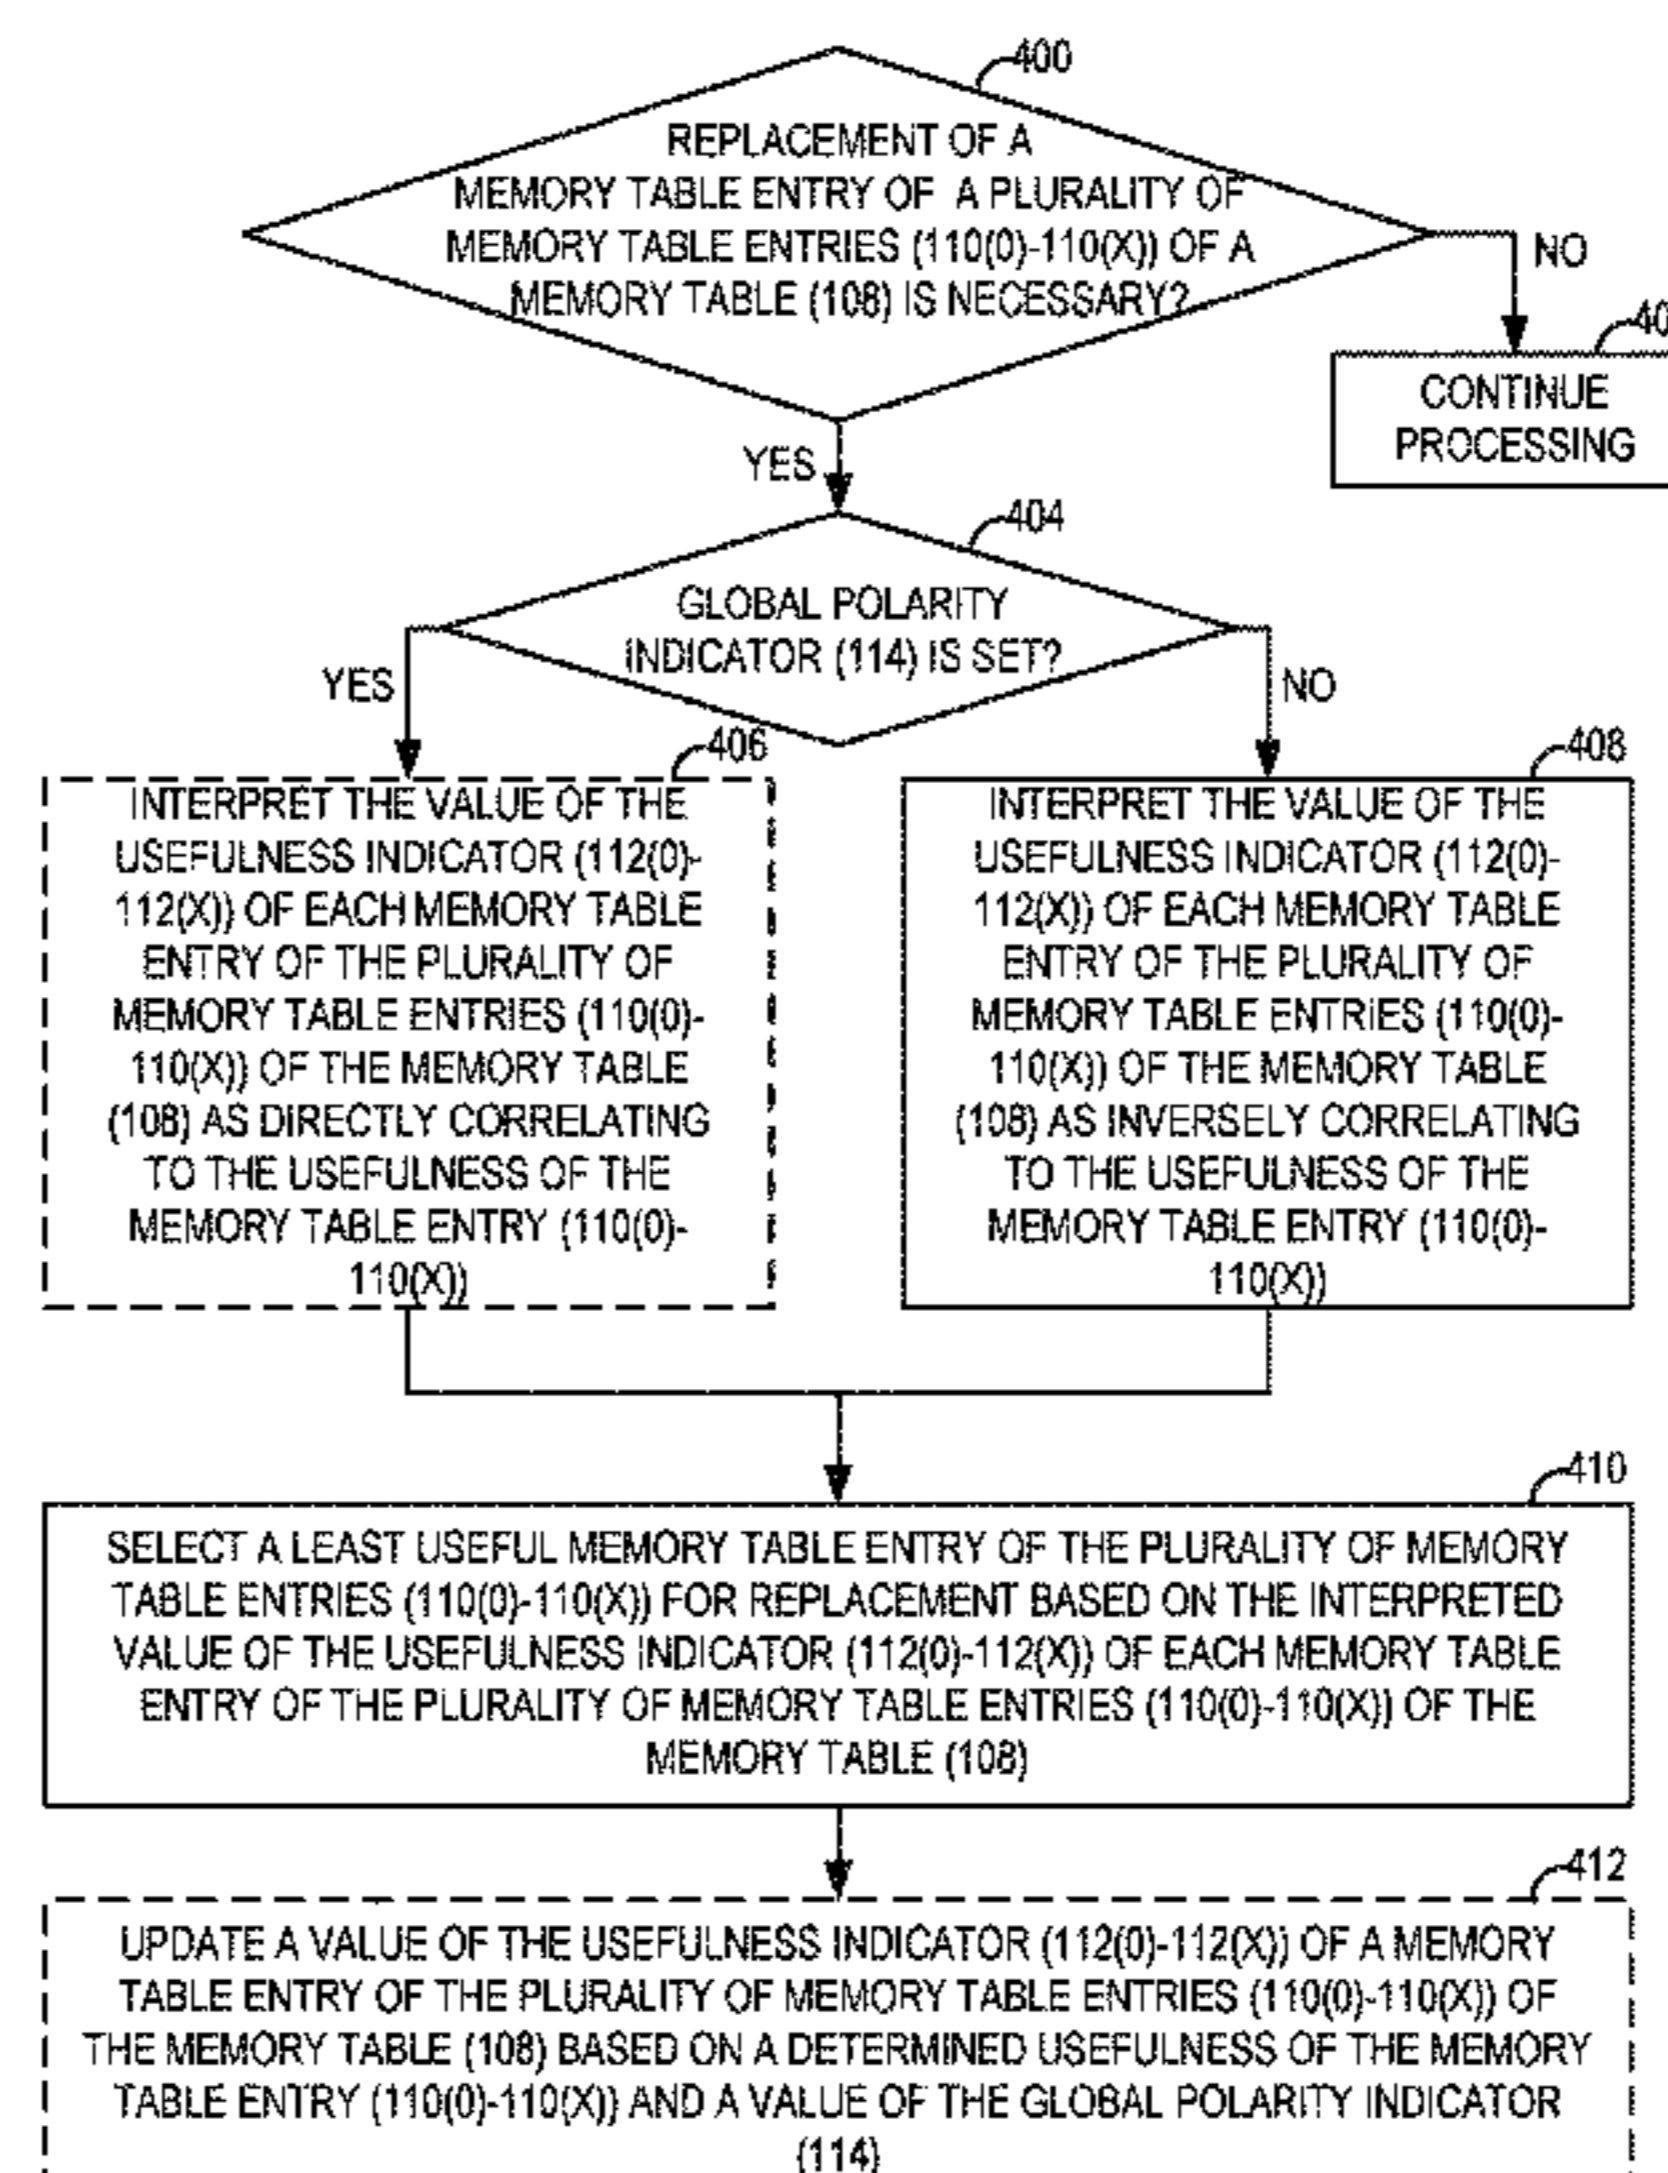 400
REPLACEMENT OF A
MEMORY TABLE ENTRY OF A PLURALITY OF
MEMORY TABLE ENTRIES (110(0)-110(X)) OF A
MEMORY TABLE (108) IS NECESSARY?
NO
40
CONTINUE
PROCESSING
YES
404
GLOBAL POLARITY
INDICATOR (114) IS SET?
YES
NO
406
INTERPRET THE VALUE OF THE
USEFULNESS INDICATOR (112(0)-
112(X)) OF EACH MEMORY TABLE
ENTRY OF THE PLURALITY OF
MEMORY TABLE ENTRIES (110(0)-
110(X)) OF THE MEMORY TABLE
(108) AS DIRECTLY CORRELATING
TO THE USEFULNESS OF THE
MEMORY TABLE ENTRY (110(0)-
110(X))
408
INTERPRET THE VALUE OF THE
USEFULNESS INDICATOR (112(0)-
112(X)) OF EACH MEMORY TABLE
ENTRY OF THE PLURALITY OF
MEMORY TABLE ENTRIES (110(0)-
110(X)) OF THE MEMORY TABLE
(108) AS INVERSELY CORRELATING
TO THE USEFULNESS OF THE
MEMORY TABLE ENTRY (110(0)-
110(X))
410
SELECT A LEAST USEFUL MEMORY TABLE ENTRY OF THE PLURALITY OF MEMORY
TABLE ENTRIES (110(0)-110(X)) FOR REPLACEMENT BASED ON THE INTERPRETED
VALUE OF THE USEFULNESS INDICATOR (112(0)-112(X)) OF EACH MEMORY TABLE
ENTRY OF THE PLURALITY OF MEMORY TABLE ENTRIES (110(0)-110(X)) OF THE
MEMORY TABLE (108)
412
UPDATE A VALUE OF THE USEFULNESS INDICATOR (112(0)-112(X)) OF A MEMORY
TABLE ENTRY OF THE PLURALITY OF MEMORY TABLE ENTRIES (110(0)-110(X)) OF
THE MEMORY TABLE (108) BASED ON A DETERMINED USEFULNESS OF THE MEMORY
TABLE ENTRY (110(0)-110(X)) AND A VALUE OF THE GLOBAL POLARITY INDICATOR
(114)